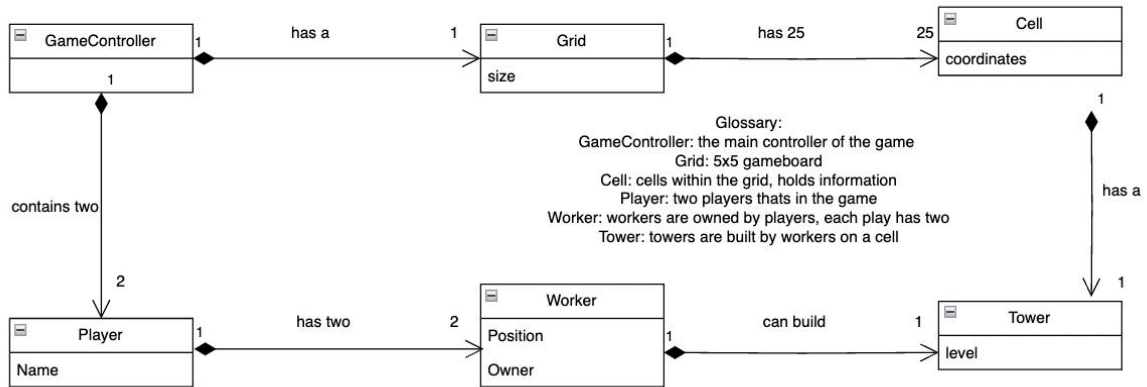 GameController
1
has a
1
Grid
size
1
has 25
25
Cell
coordinates
1
contains two
2
Glossary:
GameController: the main controller of the game
Grid: 5x5 gameboard
Cell: cells within the grid, holds information
Player: two players thats in the game
Worker: workers are owned by players, each play has two
Tower: towers are built by workers on a cell
1
has a
1
Player
Name
1
has two
2
Worker
Position
Owner
1
can build
1
Tower
level